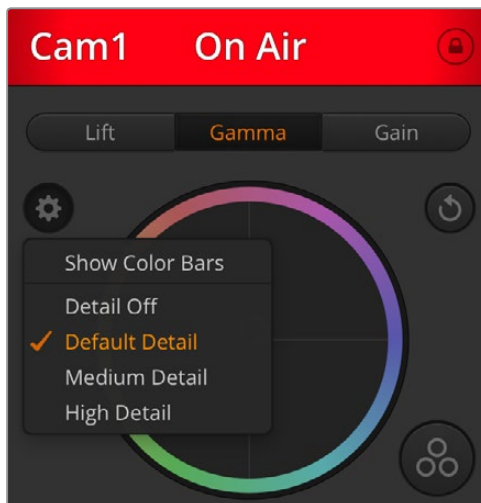 Cam1 On Air
Lift Gamma Gain
Show Color Bars
Detail Off
Default Detail
Medium Detail
High Detail